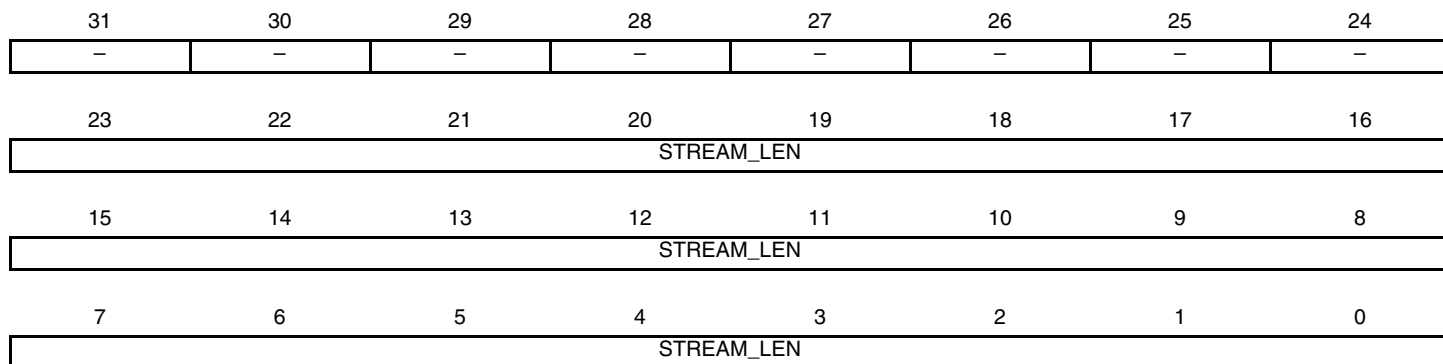 31 30 29 28 27 26 25 24
– – – – – – – –
23 22 21 20 19 18 17 16
STREAM_LEN
15 14 13 12 11 10 9 8
STREAM_LEN
7 6 5 4 3 2 1 0
STREAM_LEN